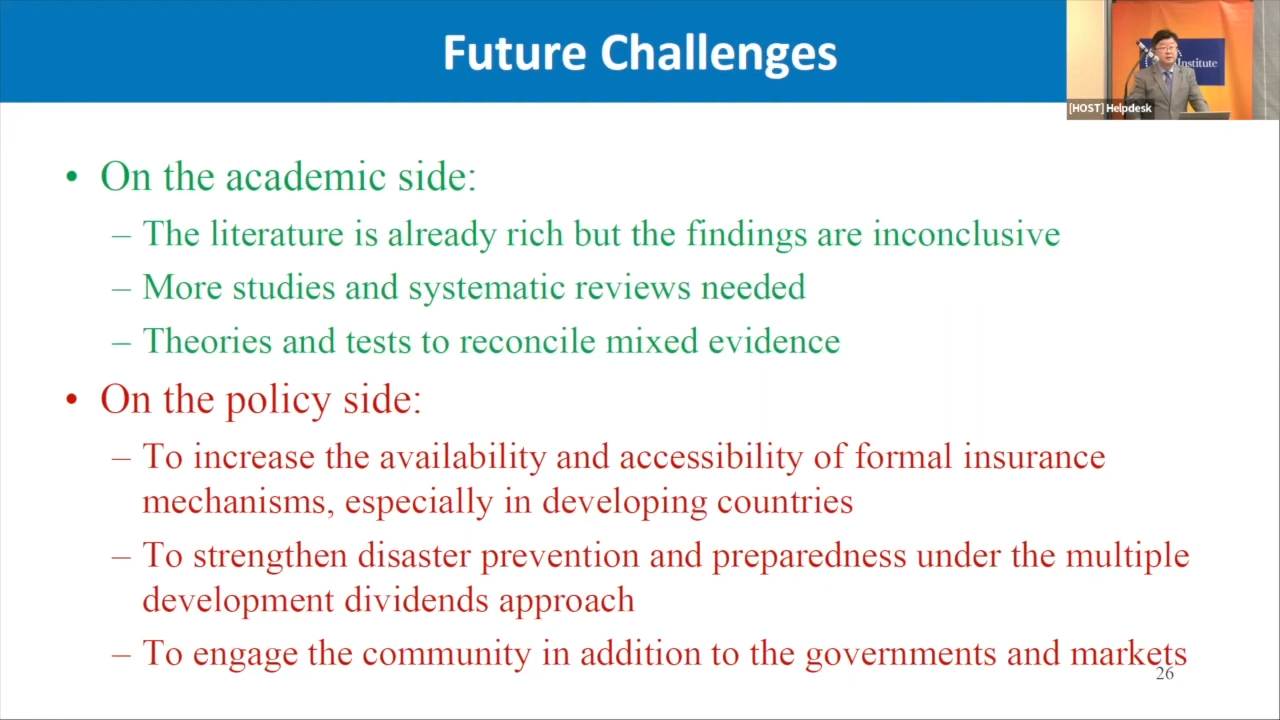 Future Challenges
Institute
[HOST] Helpdesk
• On the academic side:
– The literature is already rich but the findings are inconclusive
– More studies and systematic reviews needed
– Theories and tests to reconcile mixed evidence
• On the policy side:
– To increase the availability and accessibility of formal insurance
mechanisms, especially in developing countries
– To strengthen disaster prevention and preparedness under the multiple
development dividends approach
– To engage the community in addition to the governments and markets
26